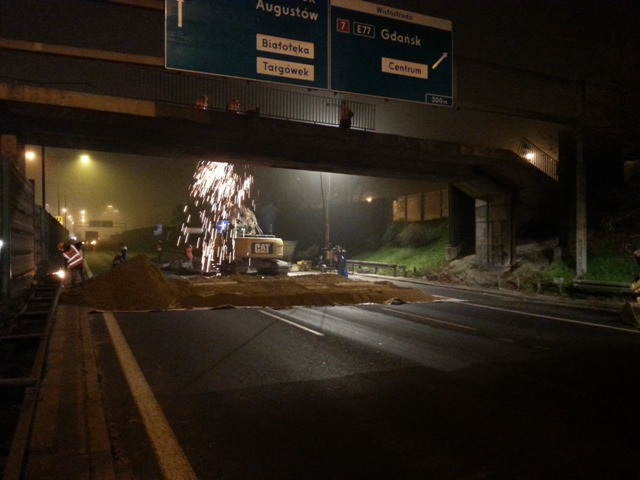 Augustów
Białołęka
Targówek
Wisłostrada
7 E77 Gdańsk
Centrum
300 m
CAT